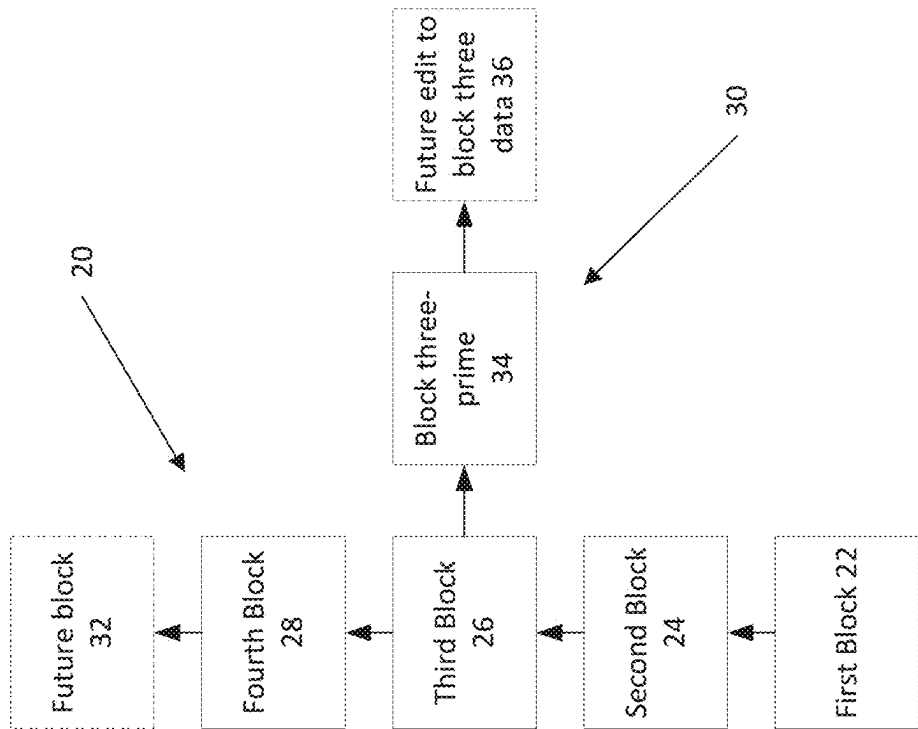 First Block 22
Second Block
24
Third Block
26
Fourth Block
28
Future block
32
20
Block three-
prime
34
30
Future edit to
block three
data 36